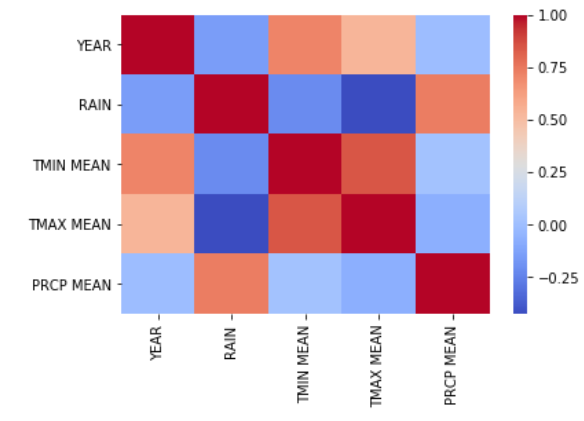 YEAR
RAIN
TMIN MEAN
TMAX MEAN
PRCP MEAN
YEAR
RAIN
TMIN MEAN
TMAX MEAN
PRCP MEAN
1.00
0.75
0.50
0.25
0.00
−0.25